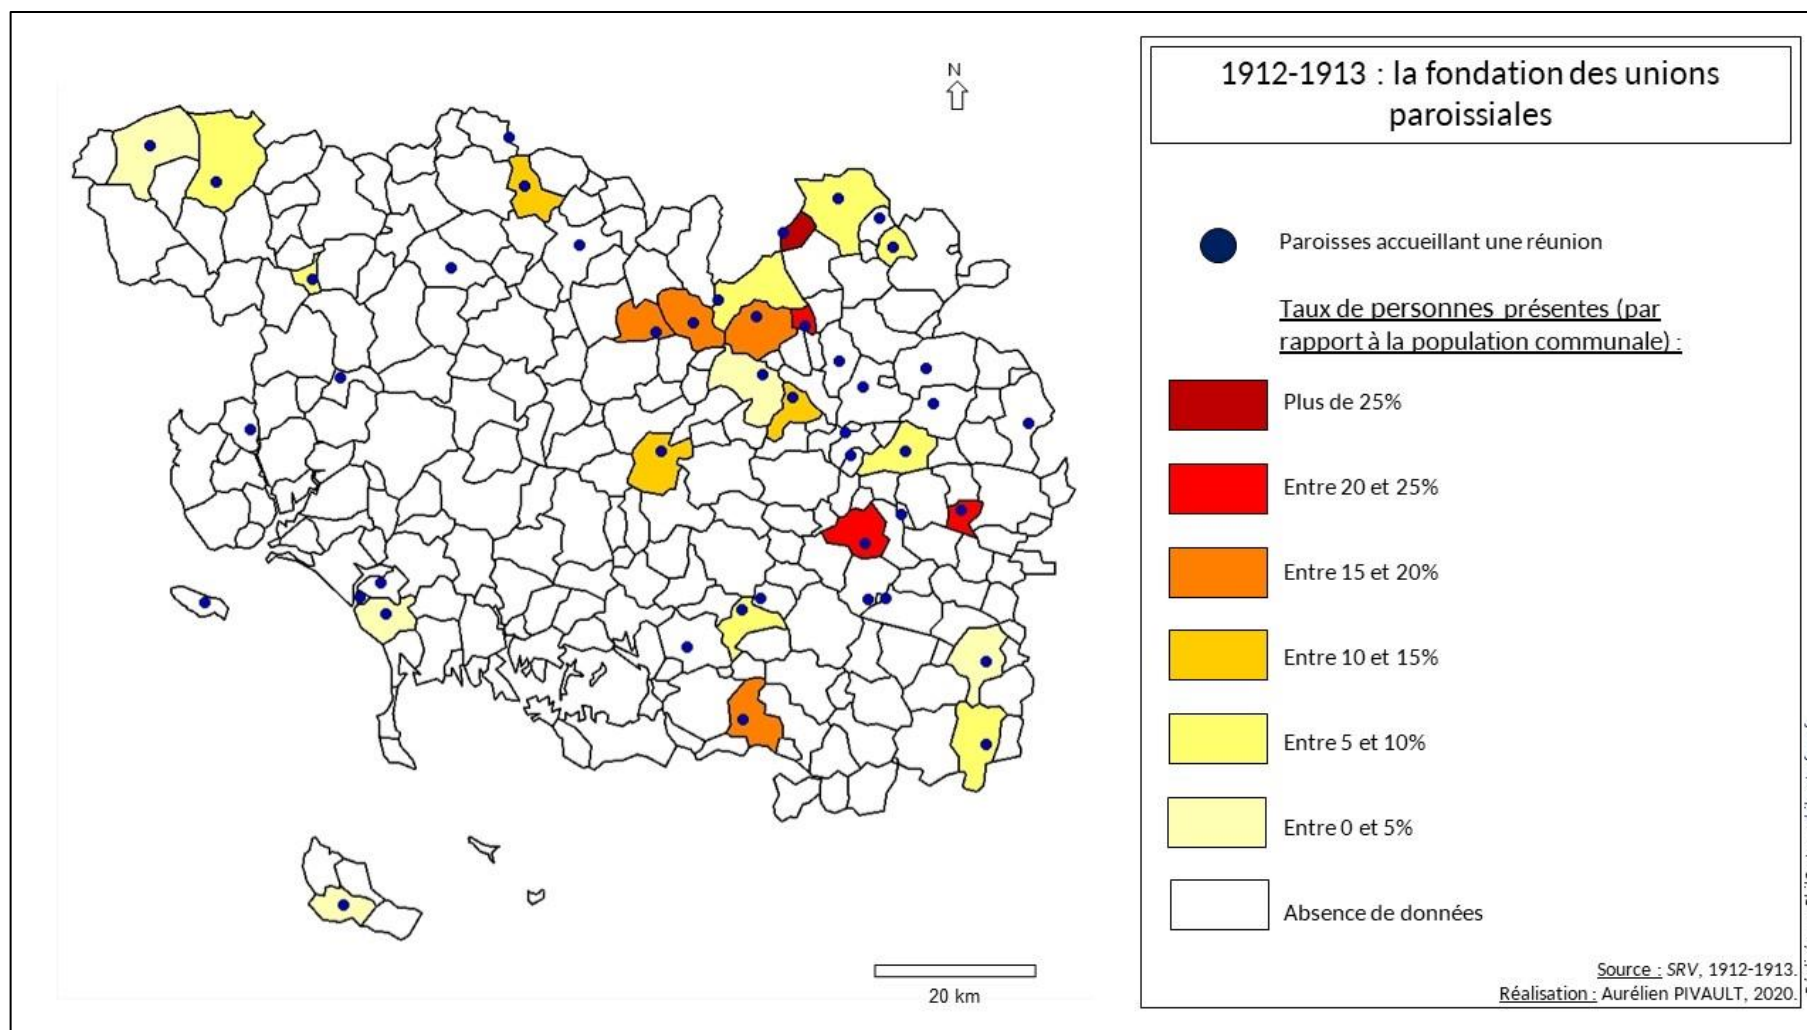 1912-1913 : la fondation des unions
paroissiales
N
Paroisses accueillant une réunion
Taux de personnes présentes (par
rapport à la population communale) :
Plus de 25%
Entre 20 et 25%
Entre 15 et 20%
Entre 10 et 15%
Entre 5 et 10%
Entre 0 et 5%
Absence de données
20 km
Source : SRV, 1912-1913.
Réalisation : Aurélien PIVAULT, 2020.